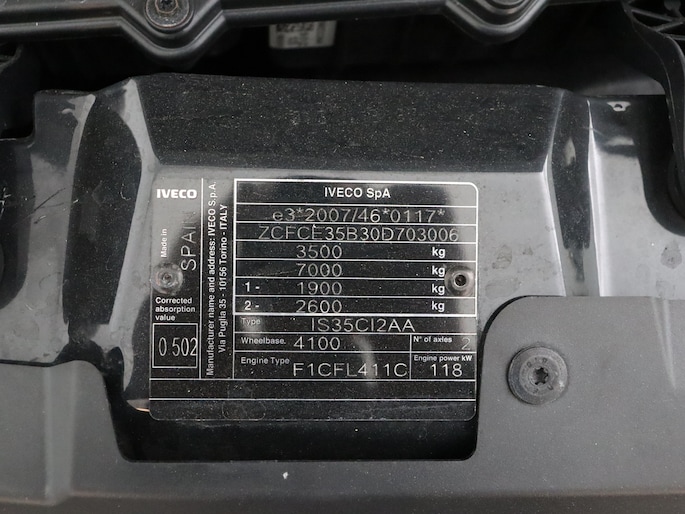 IVECO
Made in
SPAIN
Corrected
absorption
value
0.502
Manufacturer name and address: IVECO S.p.A.
Via Puglia 35 - 10156 Torino - ITALY
IVECO SpA
e3*2007/46*0117*
ZCFCE35B30D703006
3500 kg
7000 kg
1- 1900 kg
2- 2600 kg
Type IS35CI2AA
Wheelbase. 4100 N° of axles 2
Engine Type F1CFL411C Engine power kW 118